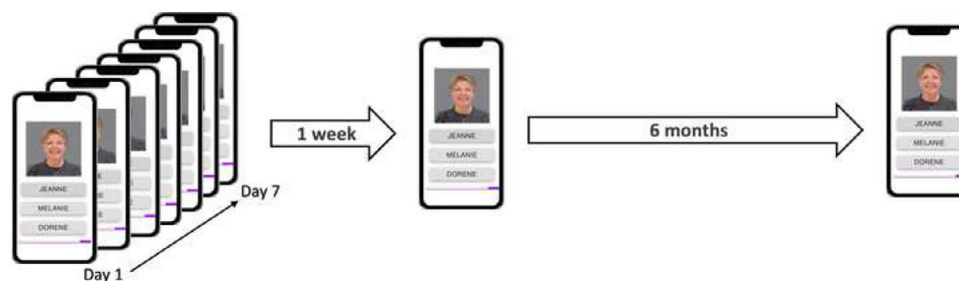 JEANNE
MELANIE
DORENE
Day 1
Day 7
1 week
JEANNE
MELANIE
DORENE
6 months
JEANNE
MELANIE
DORENE